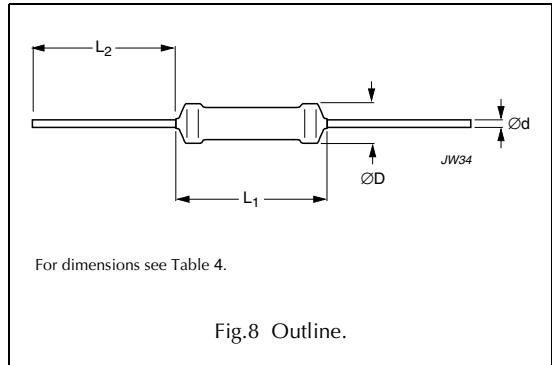 L2
Ød
JW34
ØD
L1
For dimensions see Table 4.
Fig.8 Outline.